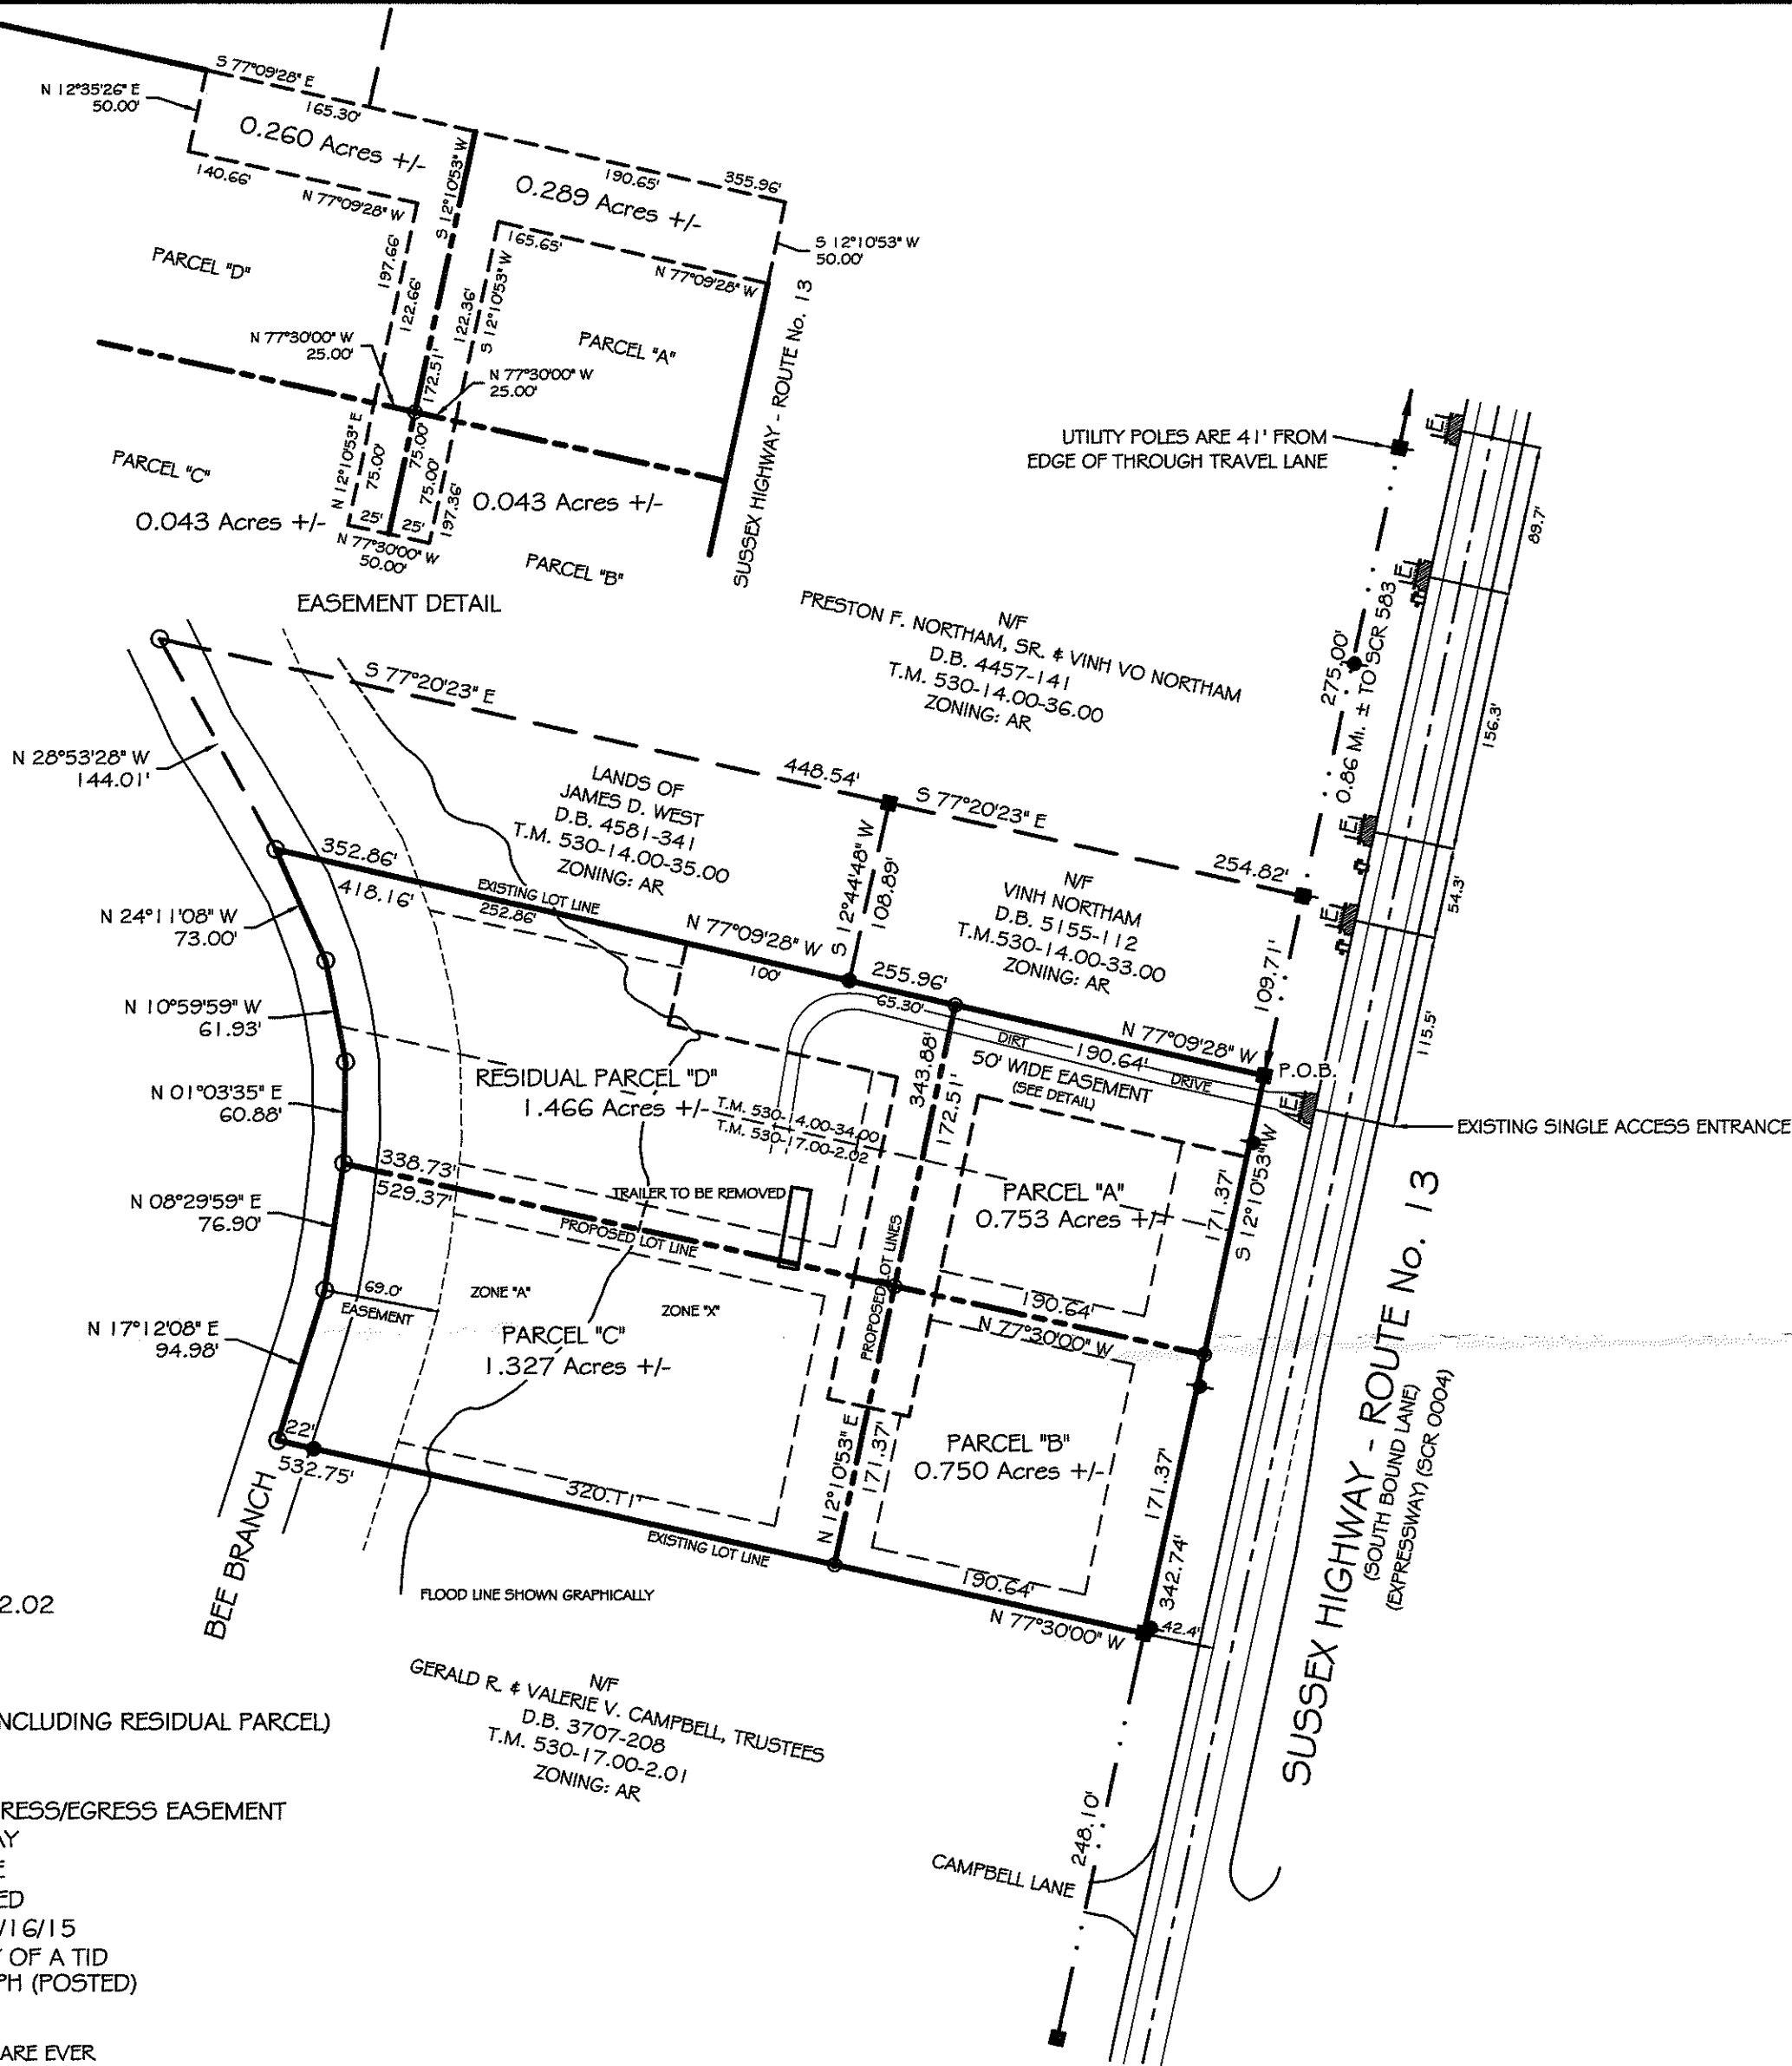 S 77°09'28" E
165.30'
N 12°35'26" E
50.00'
0.260 Acres +/-
140.66'
N 77°09'28" W
S 12°10'53" W
190.65'
355.96'
0.289 Acres +/-
S 12°10'53" W
50.00'
165.65'
N 77°09'28" W
PARCEL "D"
197.66'
122.66'
122.36'
S 12°10'53" W
PARCEL "A"
N 77°30'00" W
25.00'
172.51'
N 77°30'00" W
25.00'
PARCEL "C"
N 12°10'53" E
75.00'
75.00'
75.00'
197.36'
0.043 Acres +/-
0.043 Acres +/-
25'
25'
N 77°30'00" W
50.00'
PARCEL "B"
SUSSEX HIGHWAY - ROUTE No. 13
EASEMENT DETAIL
UTILITY POLES ARE 41' FROM
EDGE OF THROUGH TRAVEL LANE
89.7'
275.00'
0.86 MI. ± TO SCR 583
156.3'
54.3'
115.5'
N/F
PRESTON F. NORTHAM, SR. & VINH VO NORTHAM
D.B. 4457-141
T.M. 530-14.00-36.00
ZONING: AR
S 77°20'23" E
448.54'
N 28°53'28" W
144.01'
LANDS OF
JAMES D. WEST
D.B. 4581-341
T.M. 530-14.00-35.00
ZONING: AR
S 77°20'23" E
254.82'
S 12°44'48" W
108.89'
N/F
VINH NORTHAM
D.B. 5155-112
T.M.530-14.00-33.00
ZONING: AR
109.71'
352.86'
418.16'
EXISTING LOT LINE
252.86'
N 77°09'28" W
100'
255.96'
65.30'
N 24°11'08" W
73.00'
N 77°09'28" W
190.64'
DIRT
DRIVE
50' WIDE EASEMENT
(SEE DETAIL)
P.O.B.
EXISTING SINGLE ACCESS ENTRANCE
N 10°59'59" W
61.93'
RESIDUAL PARCEL "D"
1.466 Acres +/-
T.M. 530-14.00-34.00
T.M. 530-17.00-2.02
343.88'
172.51'
N 01°03'35" E
60.88'
PARCEL "A"
0.753 Acres +/-
171.37'
S 12°10'53" W
338.73'
529.37'
TRAILER TO BE REMOVED
PROPOSED LOT LINE
PROPOSED LOT LINES
N 08°29'59" E
76.90'
190.64'
N 77°30'00" W
69.0'
EASEMENT
ZONE "A"
ZONE "X"
N 17°12'08" E
94.98'
PARCEL "C"
1.327 Acres +/-
22'
532.75'
320.11'
EXISTING LOT LINE
N 12°10'53" E
171.37'
PARCEL "B"
0.750 Acres +/-
171.37'
342.74'
190.64'
N 77°30'00" W
42.4'
BEE BRANCH
FLOOD LINE SHOWN GRAPHICALLY
SUSSEX HIGHWAY - ROUTE No. 13
(SOUTH BOUND LANE)
(EXPRESSWAY) (SCR 0004)
N/F
GERALD R. & VALERIE V. CAMPBELL, TRUSTEES
D.B. 3707-208
T.M. 530-17.00-2.01
ZONING: AR
248.10'
CAMPBELL LANE
2.02
NCLUDING RESIDUAL PARCEL)
RESS/EGRESS EASEMENT
AY
E
ED
/16/15
OF A TID
PH (POSTED)
ARE EVER